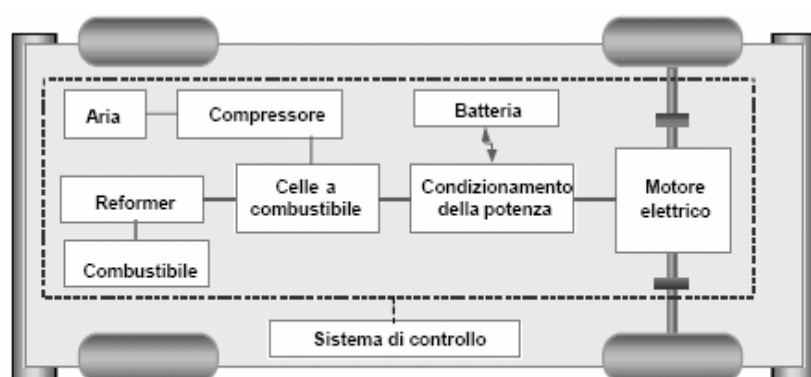 Aria
Compressore
Batteria
Reformer
Celle a
combustibile
Condizionamento
della potenza
Motore
elettrico
Combustibile
Sistema di controllo